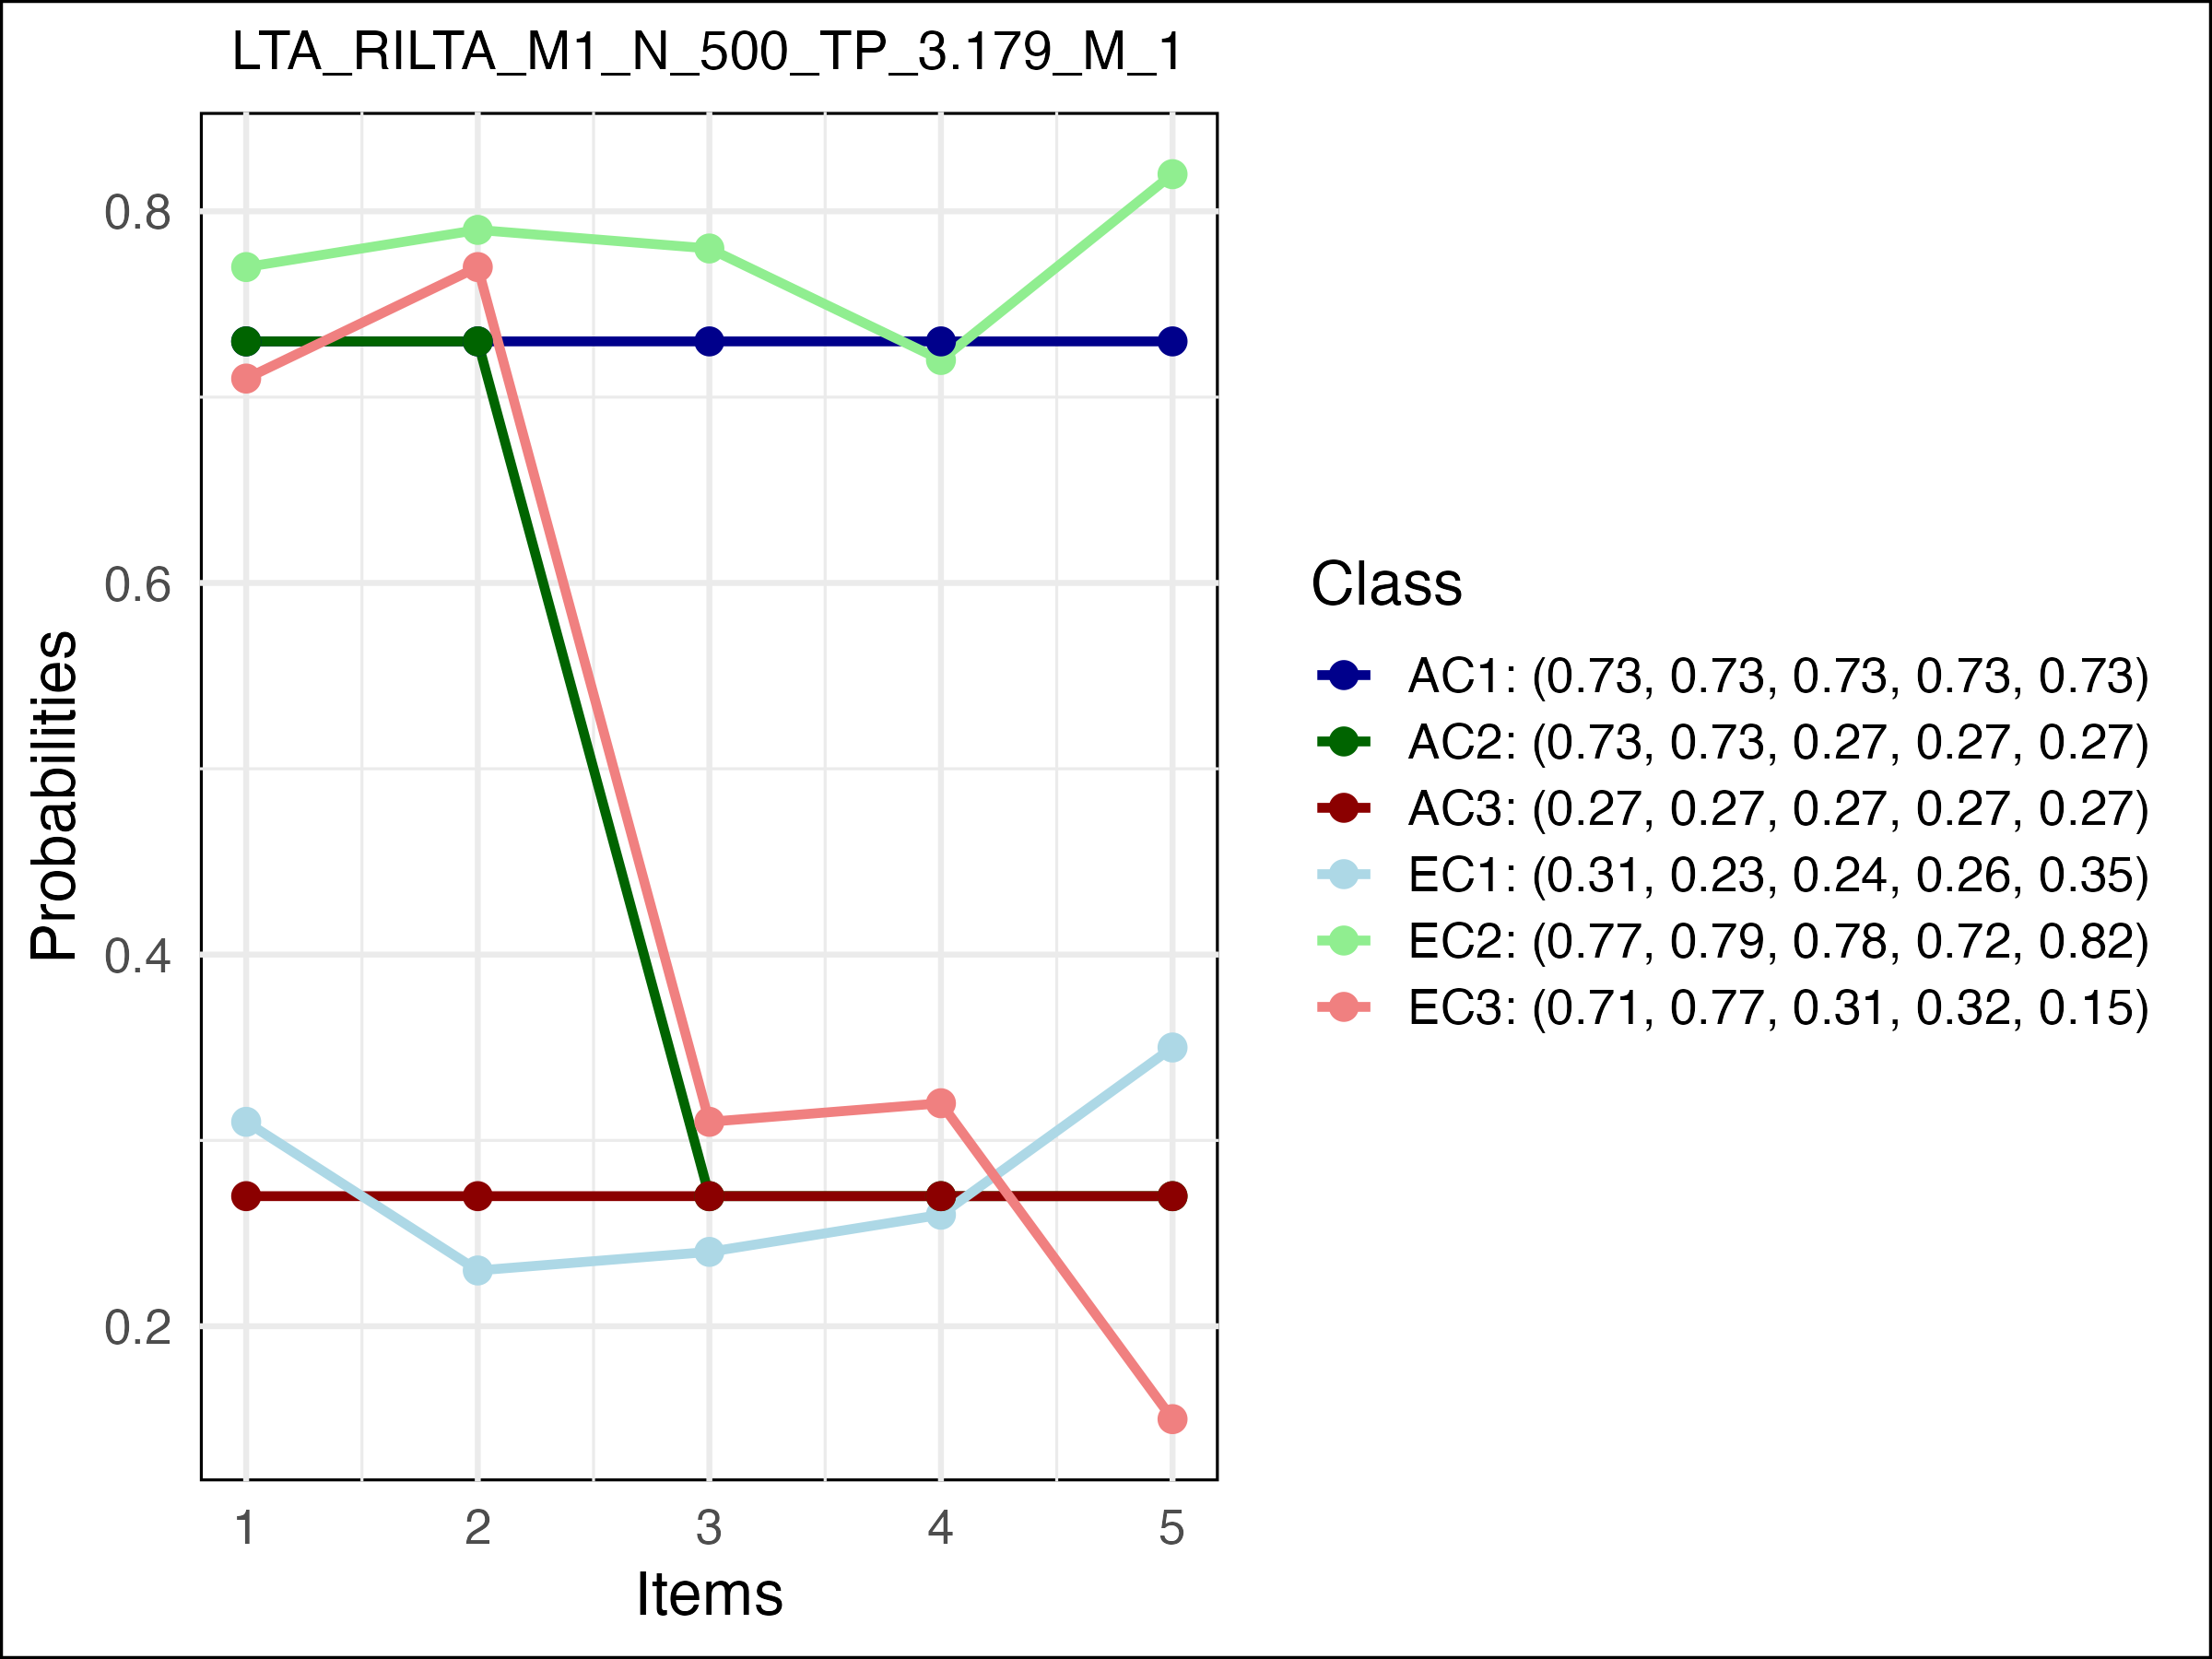 LTA_RILTA_M1_N_500_TP_3.179_M_1
0.8
0.6
0.4
0.2
Probabilities
1 2 3 4 5
Items
Class
AC1: (0.73, 0.73, 0.73, 0.73, 0.73)
AC2: (0.73, 0.73, 0.27, 0.27, 0.27)
AC3: (0.27, 0.27, 0.27, 0.27, 0.27)
EC1: (0.31, 0.23, 0.24, 0.26, 0.35)
EC2: (0.77, 0.79, 0.78, 0.72, 0.82)
EC3: (0.71, 0.77, 0.31, 0.32, 0.15)